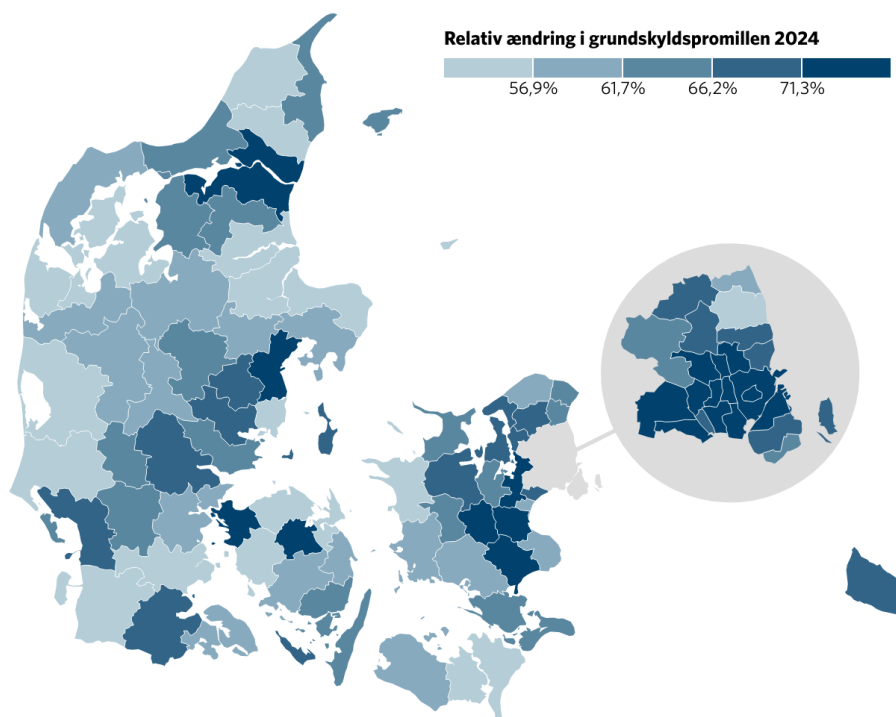 Relativ ændring i grundskyldspromillen 2024
56,9% 61,7% 66,2% 71,3%